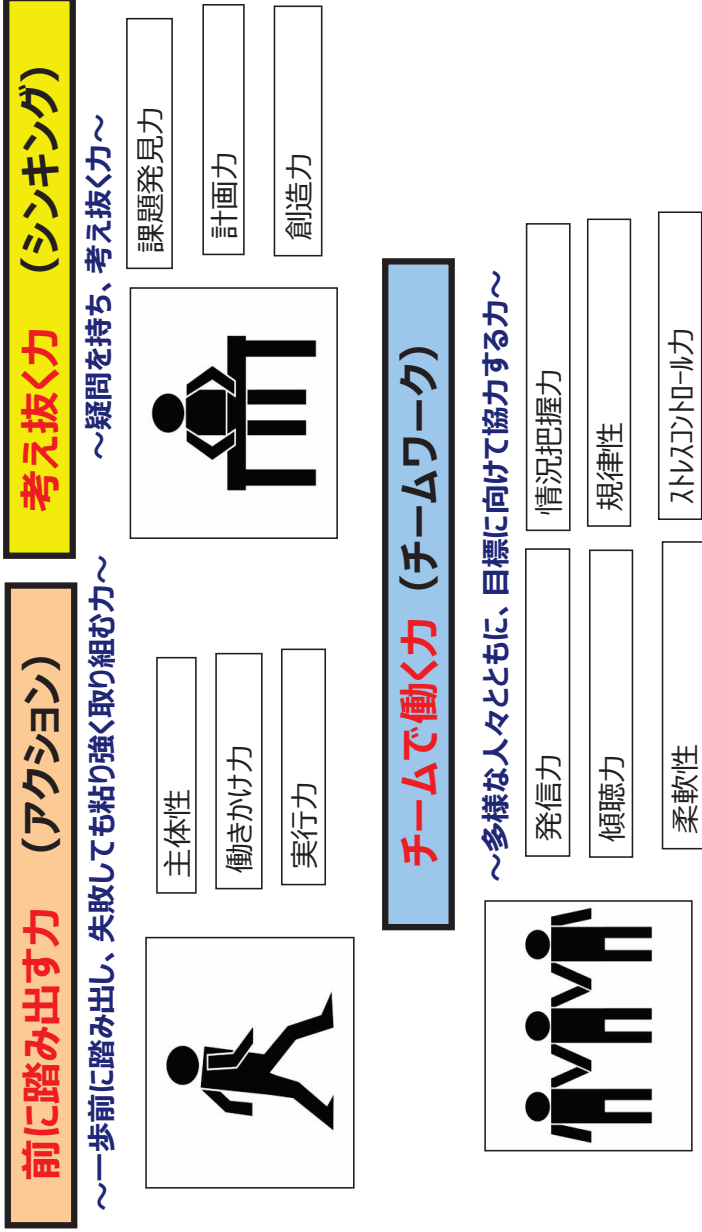 前に踏み出す力 （アクション）
～一歩前に踏み出し、失敗しても粘り強く取り組む力～
主体性
働きかけ力
実行力
考え抜く力 （シンキング）
～疑問を持ち、考え抜く力～
課題発見力
計画力
創造力
チームで働く力 （チームワーク）
～多様な人々とともに、目標に向けて協力する力～
発信力
傾聴力
柔軟性
情況把握力
規律性
ストレスコントロール力